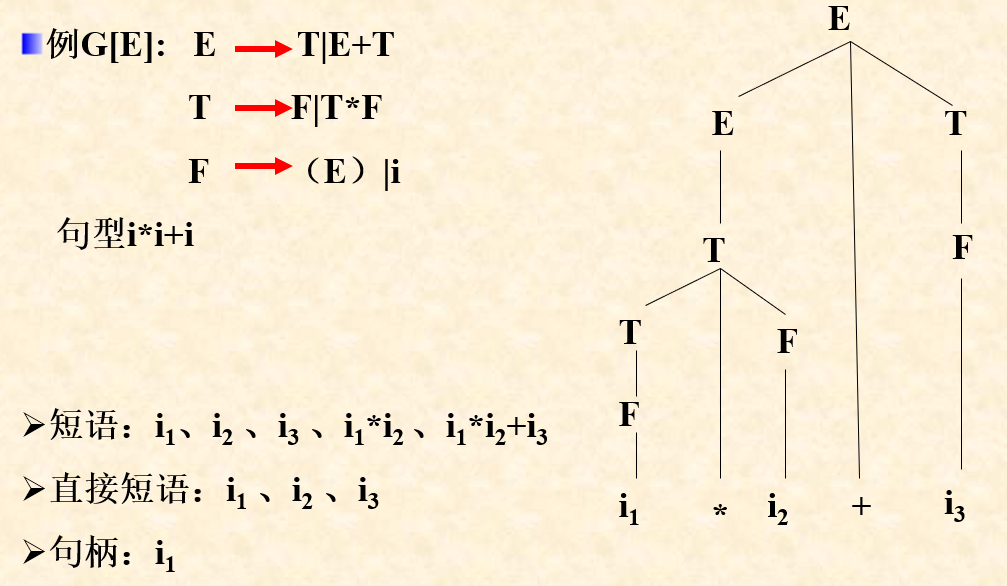 例G[E]: E → T|E+T
T → F|T*F
F → （E）|i
句型i*i+i
➢短语：i₁、i₂ 、i₃ 、i₁*i₂ 、i₁*i₂+i₃
➢直接短语：i₁ 、i₂ 、i₃
➢句柄：i₁
E
E T
T F
T F
F
i₁ * i₂ + i₃